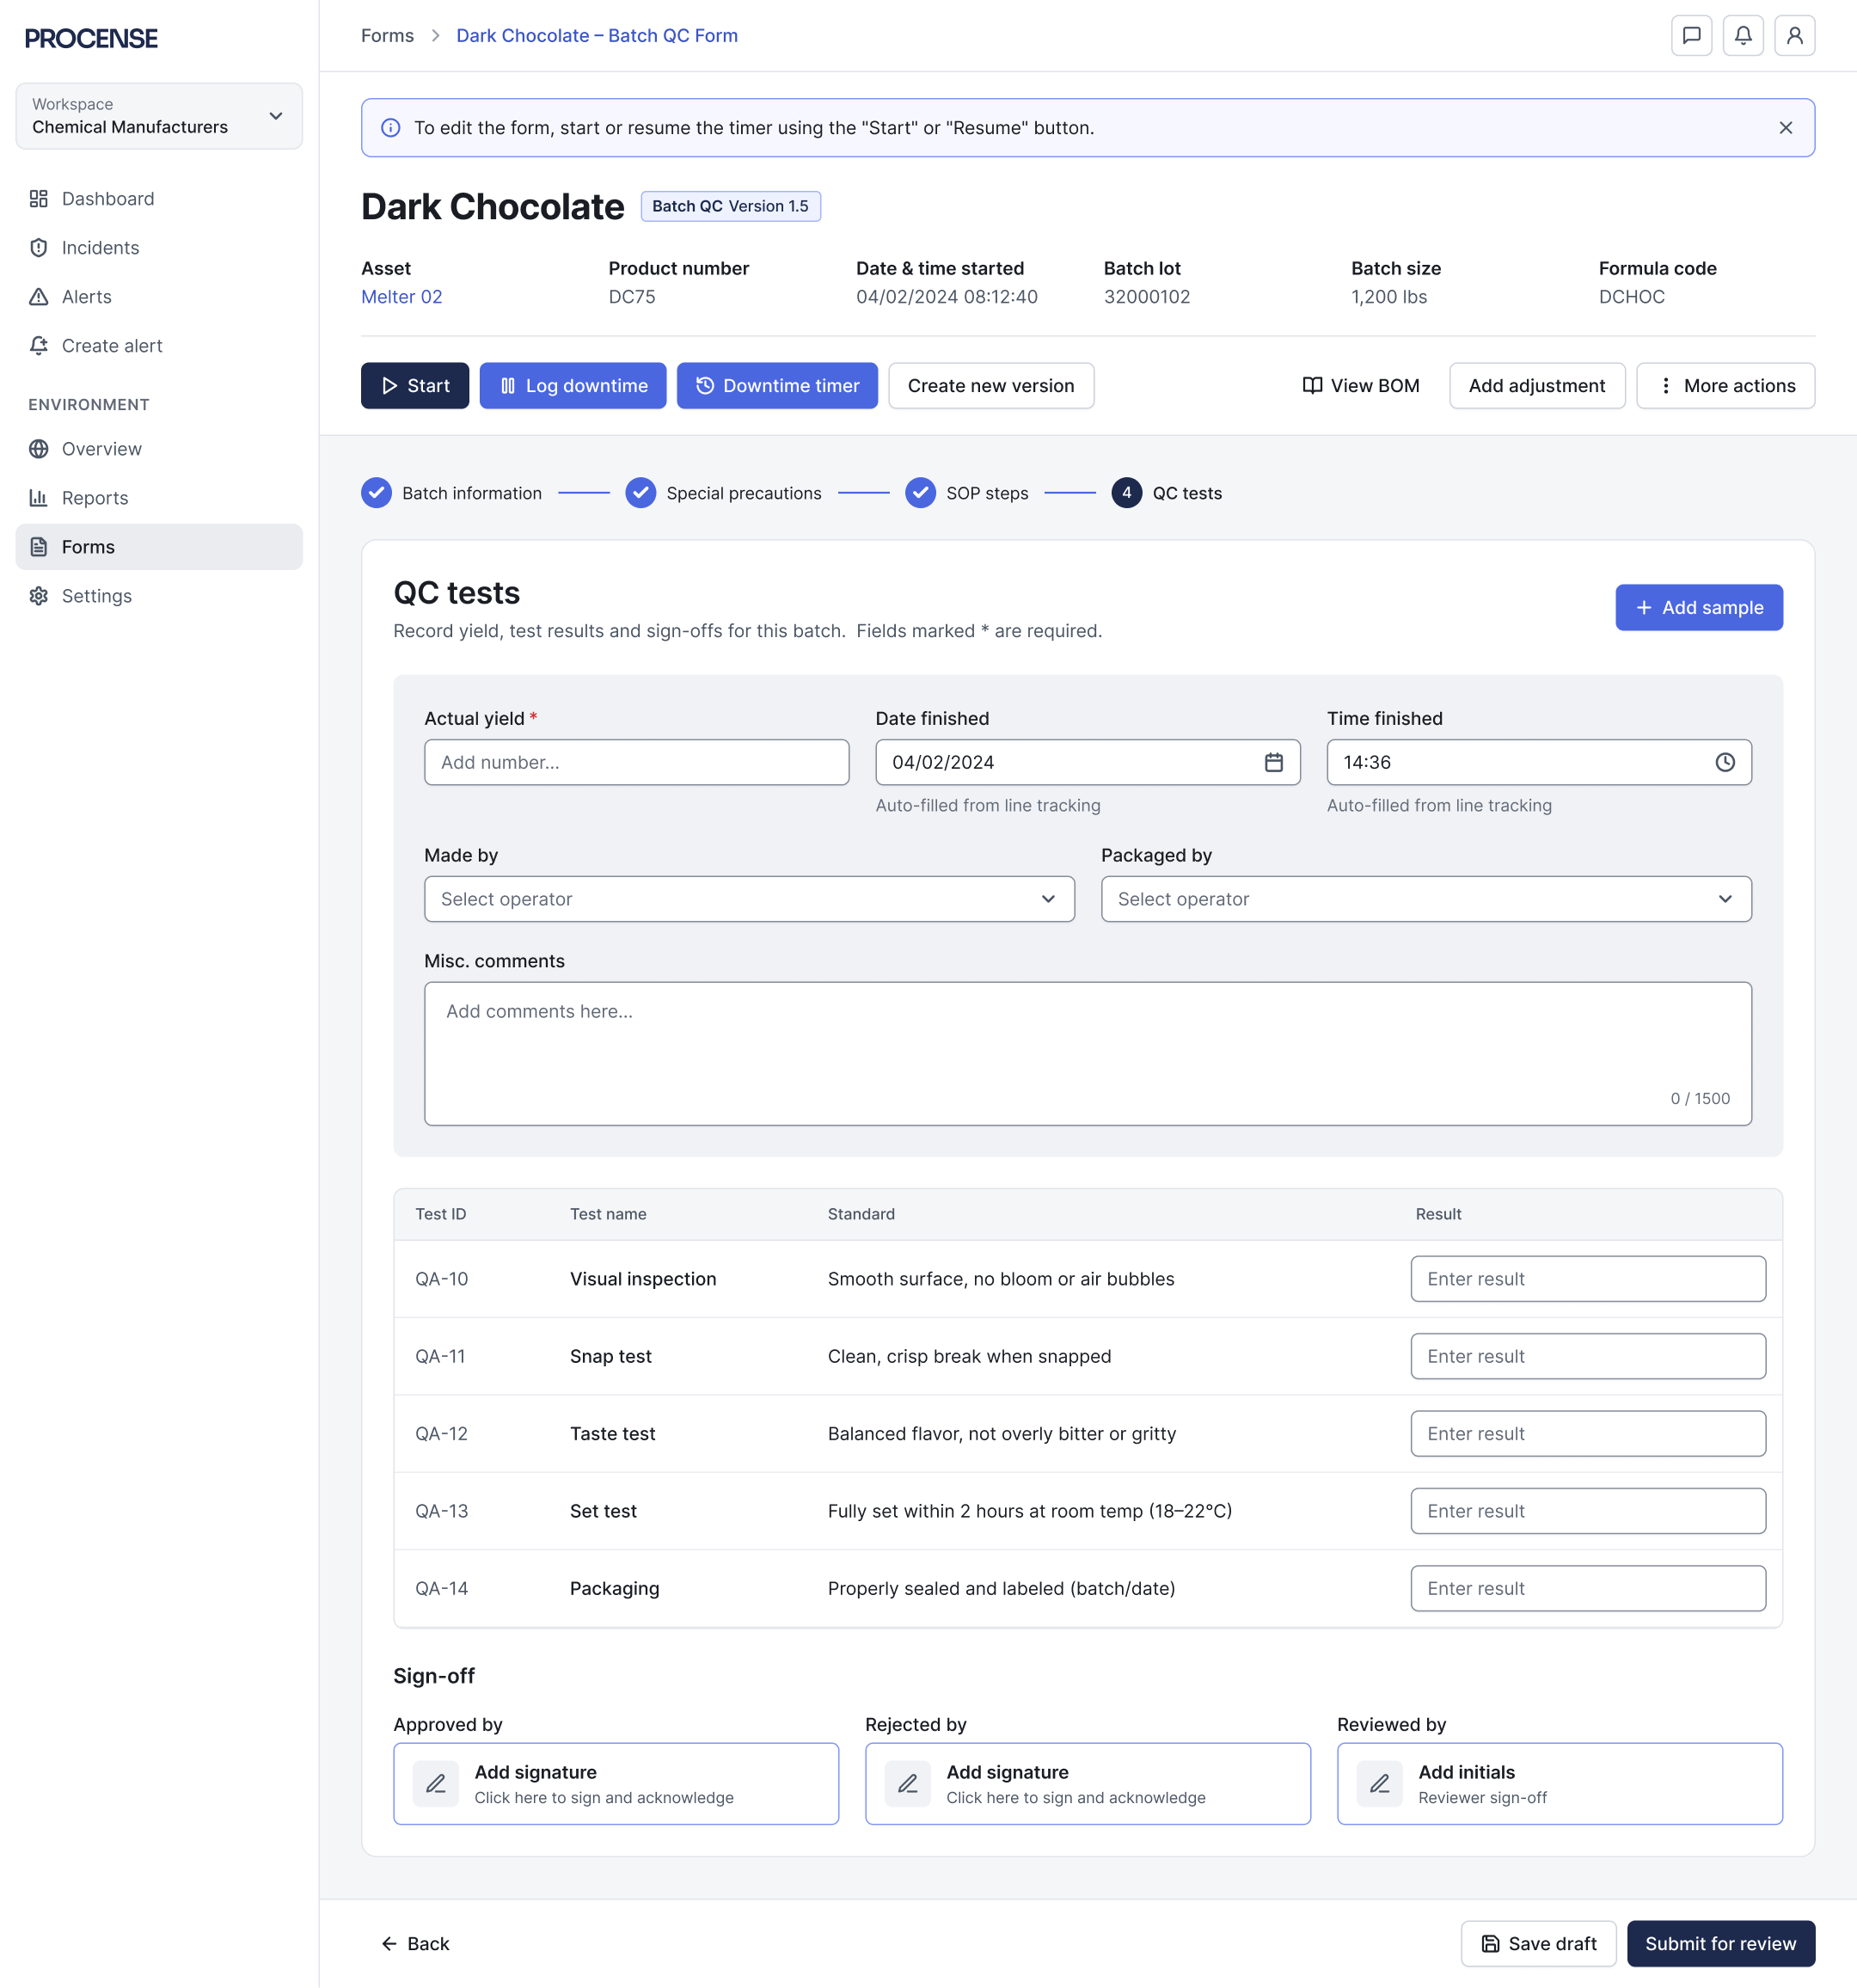 PROCENSE
Workspace
Chemical Manufacturers
Dashboard
Incidents
Alerts
Create alert
ENVIRONMENT
Overview
Reports
Forms
Settings
Forms > Dark Chocolate – Batch QC Form
To edit the form, start or resume the timer using the "Start" or "Resume" button.
Dark Chocolate Batch QC Version 1.5
Asset Product number Date & time started Batch lot Batch size Formula code
Melter 02 DC75 04/02/2024 08:12:40 32000102 1,200 lbs DCHOC
Start Log downtime Downtime timer Create new version View BOM Add adjustment More actions
Batch information Special precautions SOP steps 4 QC tests
QC tests
Record yield, test results and sign-offs for this batch. Fields marked * are required.
+ Add sample
Actual yield * Date finished Time finished
Add number... 04/02/2024 14:36
Auto-filled from line tracking Auto-filled from line tracking
Made by Packaged by
Select operator Select operator
Misc. comments
Add comments here...
0 / 1500
Test ID Test name Standard Result
QA-10 Visual inspection Smooth surface, no bloom or air bubbles Enter result
QA-11 Snap test Clean, crisp break when snapped Enter result
QA-12 Taste test Balanced flavor, not overly bitter or gritty Enter result
QA-13 Set test Fully set within 2 hours at room temp (18–22°C) Enter result
QA-14 Packaging Properly sealed and labeled (batch/date) Enter result
Sign-off
Approved by Rejected by Reviewed by
Add signature Add signature Add initials
Click here to sign and acknowledge Click here to sign and acknowledge Reviewer sign-off
Back Save draft Submit for review